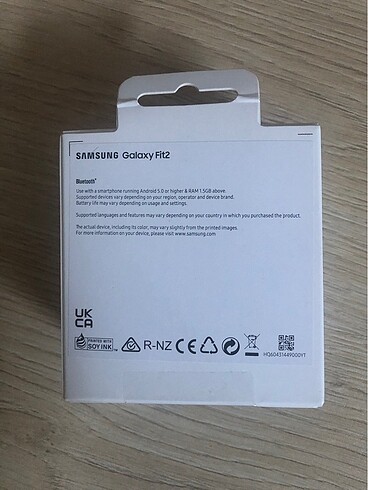 SAMSUNG Galaxy Fit2
Bluetooth®
Use with a smartphone running Android 5.0 or higher & RAM 1.5GB above.
Supported devices vary depending on your region, operator and device brand.
Battery life may vary depending on usage and settings.
Supported languages and features may vary depending on your country in which you purchased the product.
The actual device, including its color, may vary slightly from the printed images.
For more information on your device, please visit www.samsung.com
UK
CA
PRINTED WITH
SOY INK™
R-NZ CE
HQ60431449000YT